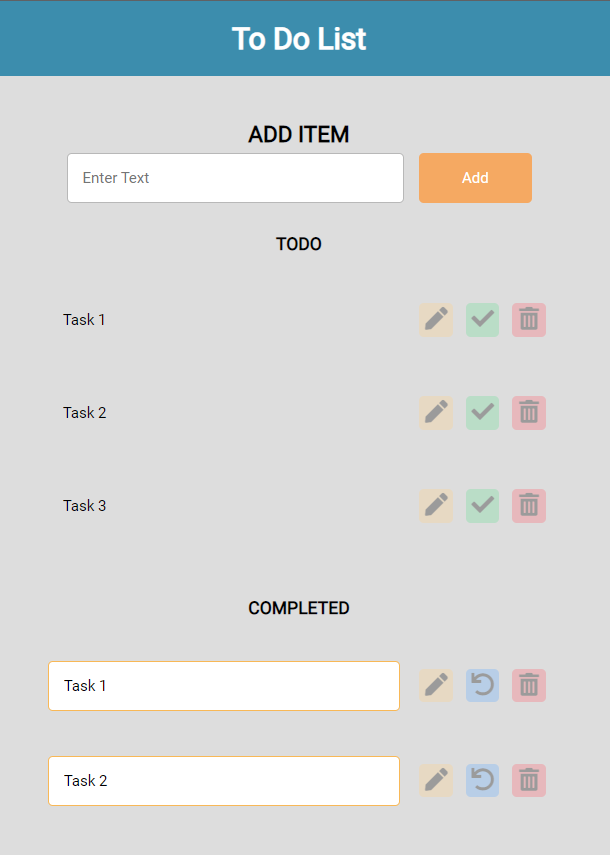 To Do List
ADD ITEM
Enter Text
Add
TODO
Task 1
Task 2
Task 3
COMPLETED
Task 1
Task 2